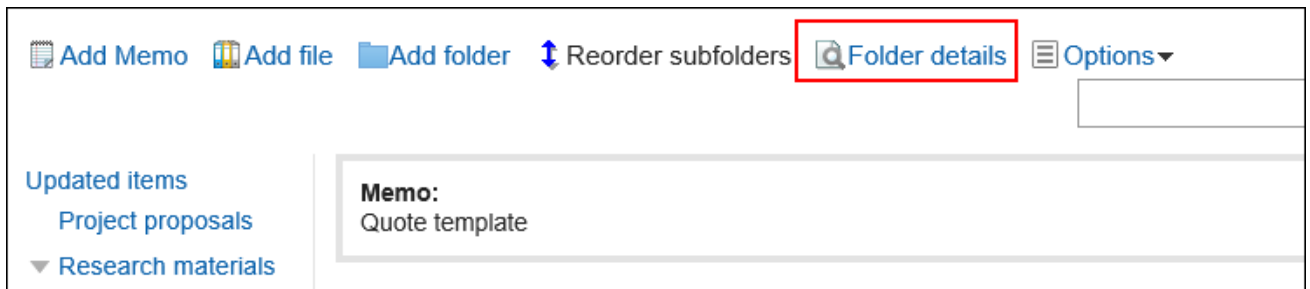 Add Memo Add file Add folder Reorder subfolders Folder details Options
Updated items
Project proposals
Research materials
Memo:
Quote template